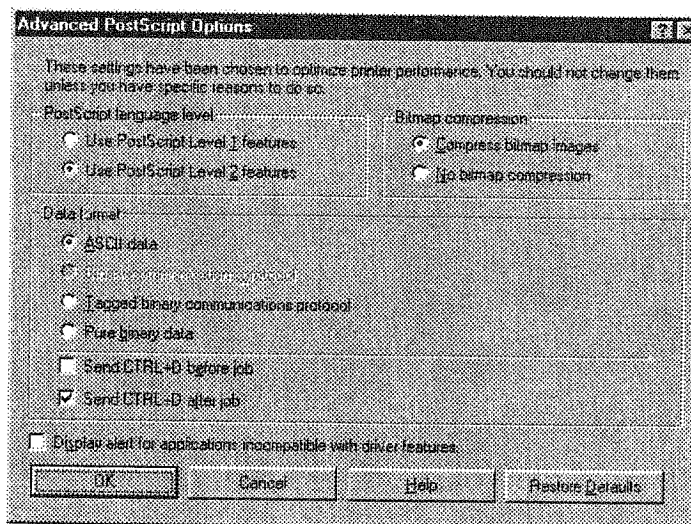 Advanced PostScript Options
These settings have been chosen to optimize printer performance. You should not change them
unless you have specific reasons to do so.
PostScript language level
Use PostScript Level 1 features
Use PostScript Level 2 features
Bitmap compression
Compress bitmap images
No bitmap compression
Data format
ASCII data
Tagged binary communications protocol
Pure binary data
Send CTRL+D before job
Send CTRL+D after job
Display alert for applications incompatible with driver features.
OK
Cancel
Help
Restore Defaults